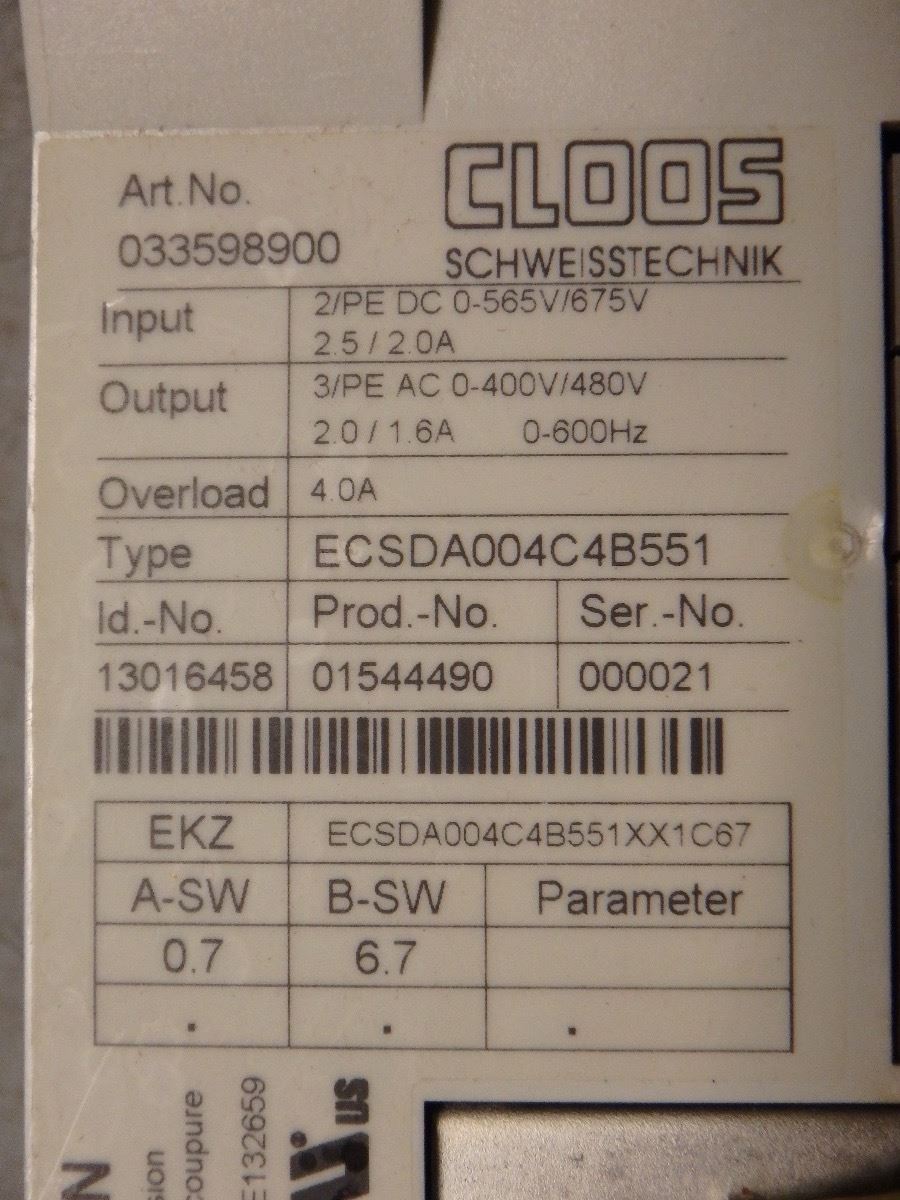 Art.No.
033598900
CLOOS
SCHWEISSTECHNIK
Input 2/PE DC 0-565V/675V
2.5 / 2.0A
Output 3/PE AC 0-400V/480V
2.0 / 1.6A 0-600Hz
Overload 4.0A
Type ECSDA004C4B551
Id.-No. Prod.-No. Ser.-No.
13016458 01544490 000021
EKZ ECSDA004C4B551XX1C67
A-SW B-SW Parameter
0.7 6.7
. . .
N
sion
coupure
E132659
US